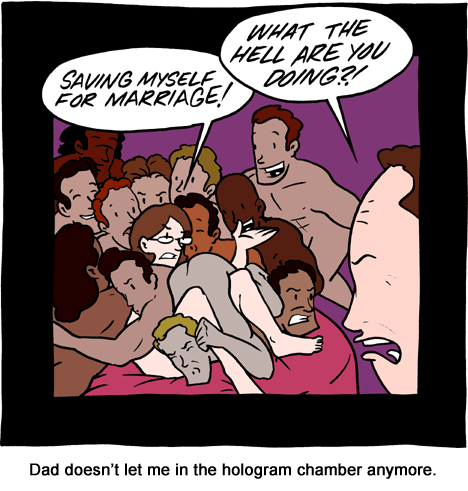 WHAT THE
HELL ARE YOU
DOING?!
SAVING MYSELF
FOR MARRIAGE!
Dad doesn't let me in the hologram chamber anymore.